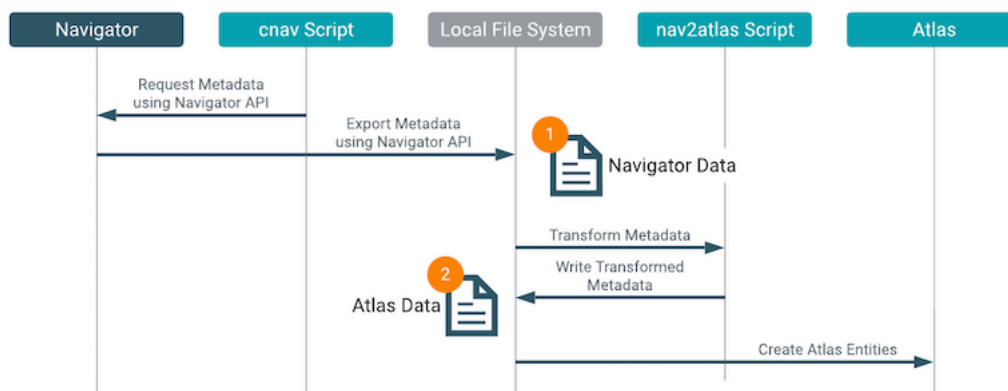 Navigator
cnav Script
Local File System
nav2atlas Script
Atlas
Request Metadata
using Navigator API
Export Metadata
using Navigator API
1
Navigator Data
Transform Metadata
Write Transformed
Metadata
2
Atlas Data
Create Atlas Entities